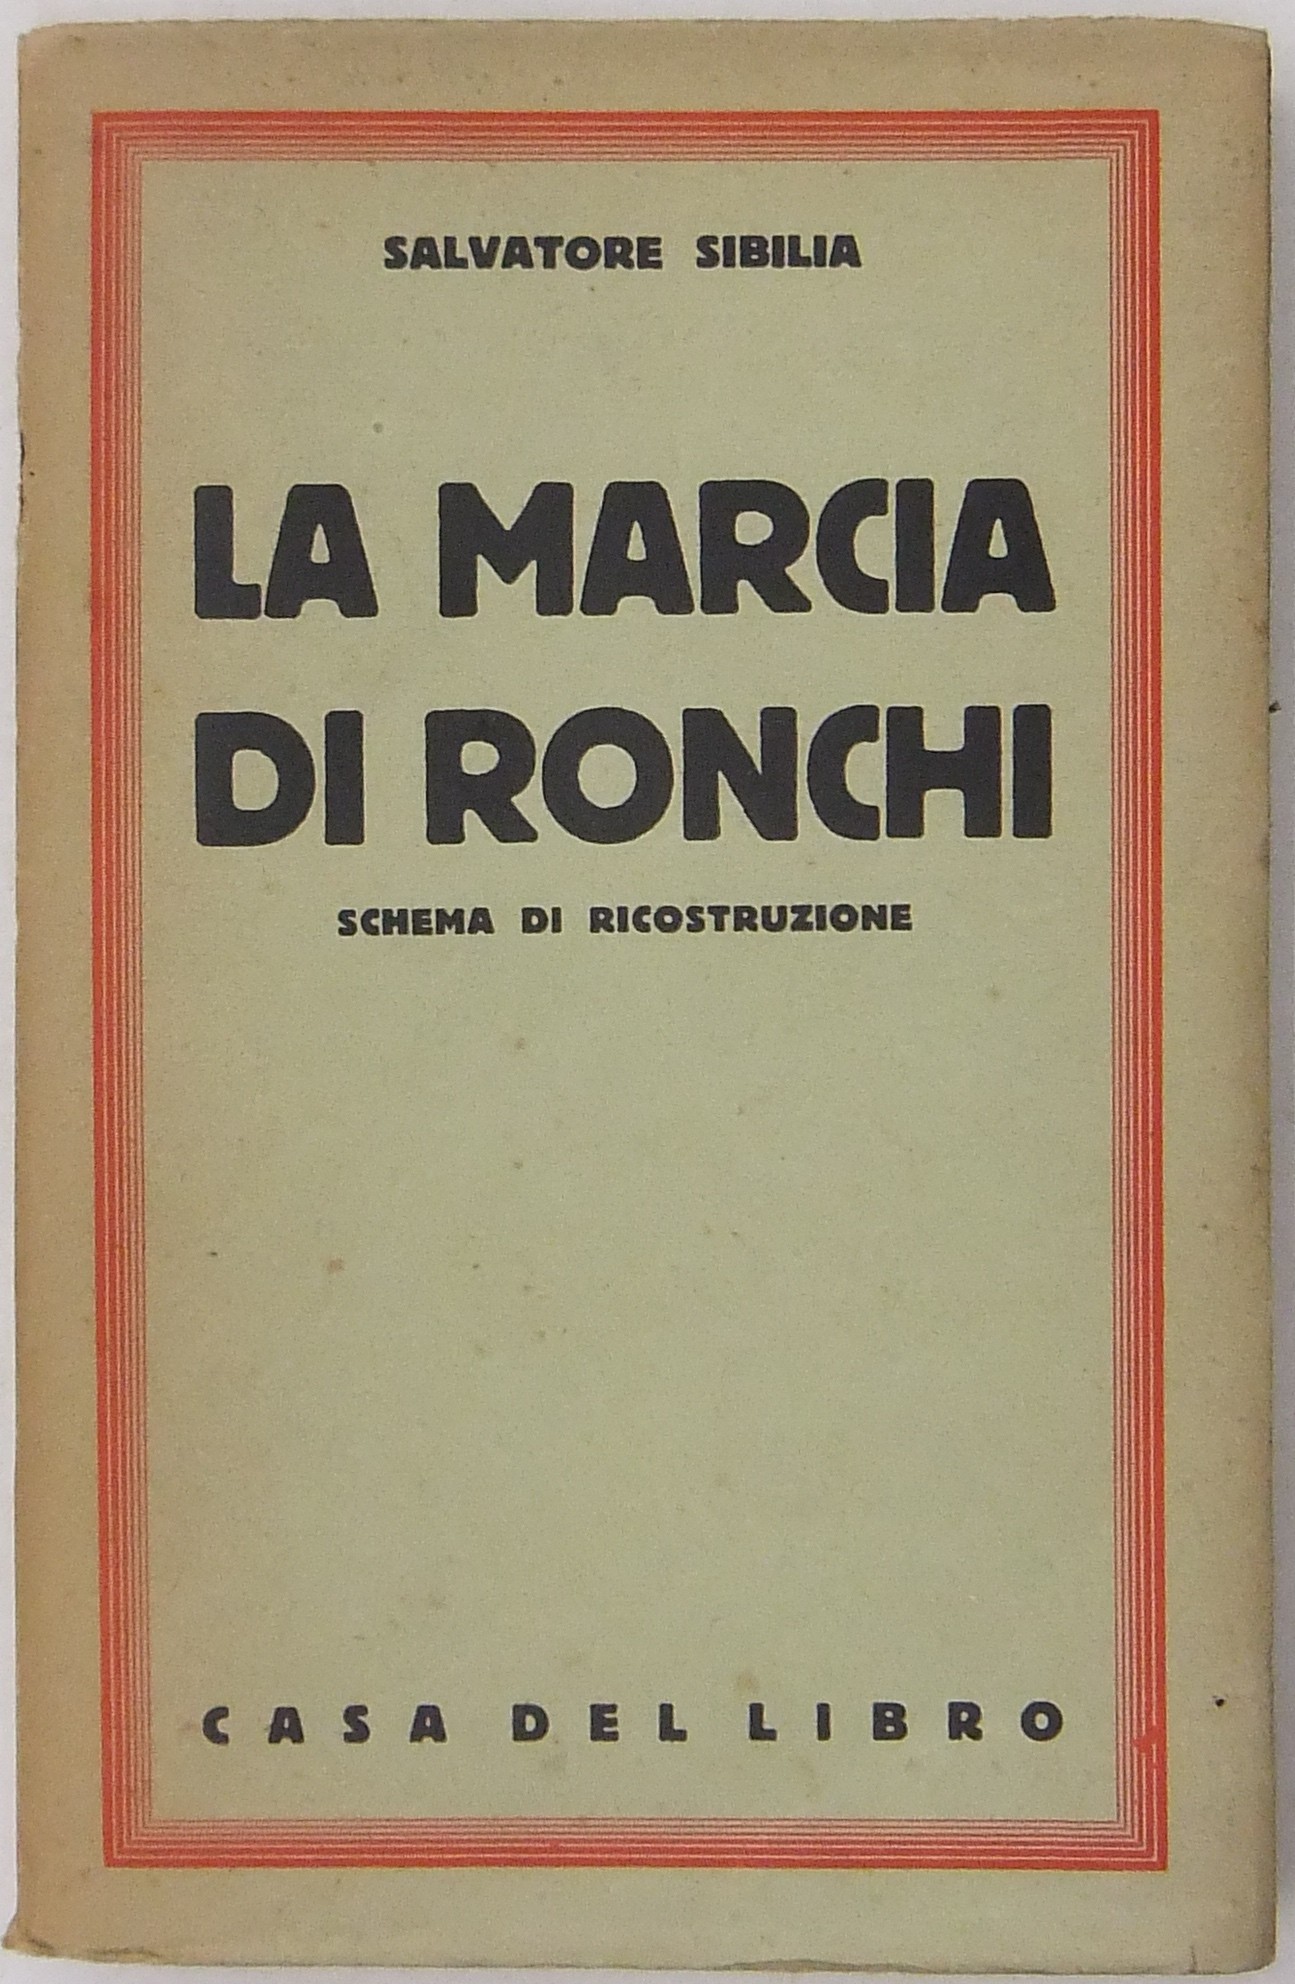 SALVATORE SIBILIA
LA MARCIA
DI RONCHI
SCHEMA DI RICOSTRUZIONE
CASA DEL LIBRO